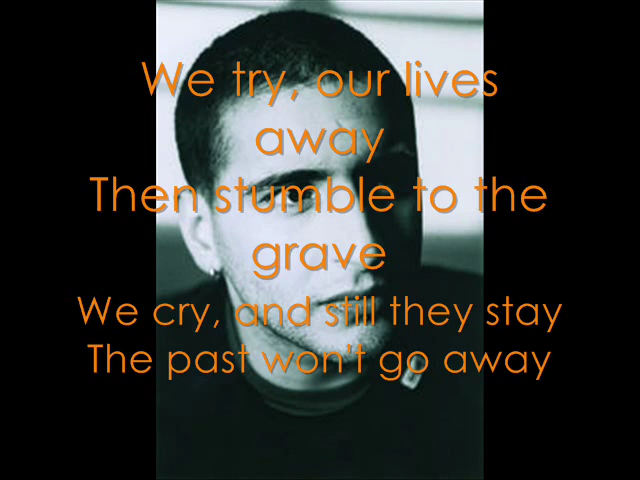 We try, our lives
away
Then stumble to the
grave
We cry, and still they stay
The past won't go away